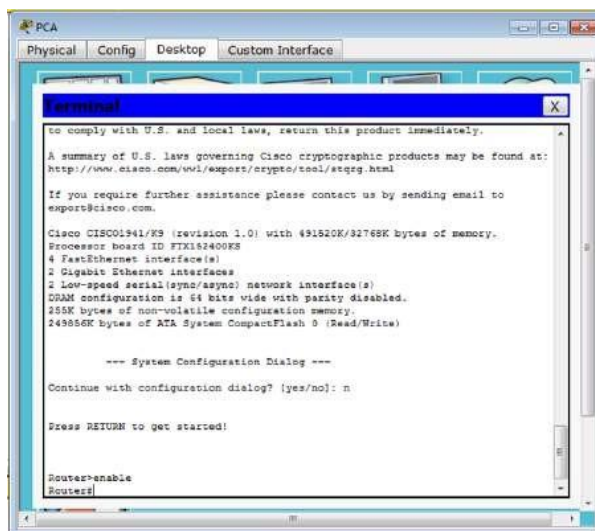 PCA
Physical Config Desktop Custom Interface
Terminal
X
to comply with U.S. and local laws, return this product immediately.
A summary of U.S. laws governing Cisco cryptographic products may be found at:
http://www.cisco.com/wwl/export/crypto/tool/stqrg.html
If you require further assistance please contact us by sending email to
export@cisco.com.
Cisco CISCO1941/K9 (revision 1.0) with 491520K/32768K bytes of memory.
Processor board ID FTX152400KS
4 FastEthernet interface(s)
2 Gigabit Ethernet interfaces
2 Low-speed serial(sync/async) network interface(s)
DRAM configuration is 64 bits wide with parity disabled.
255K bytes of non-volatile configuration memory.
249856K bytes of ATA System CompactFlash 0 (Read/Write)
--- System Configuration Dialog ---
Continue with configuration dialog? [yes/no]: n
Press RETURN to get started!
Router>enable
Router#